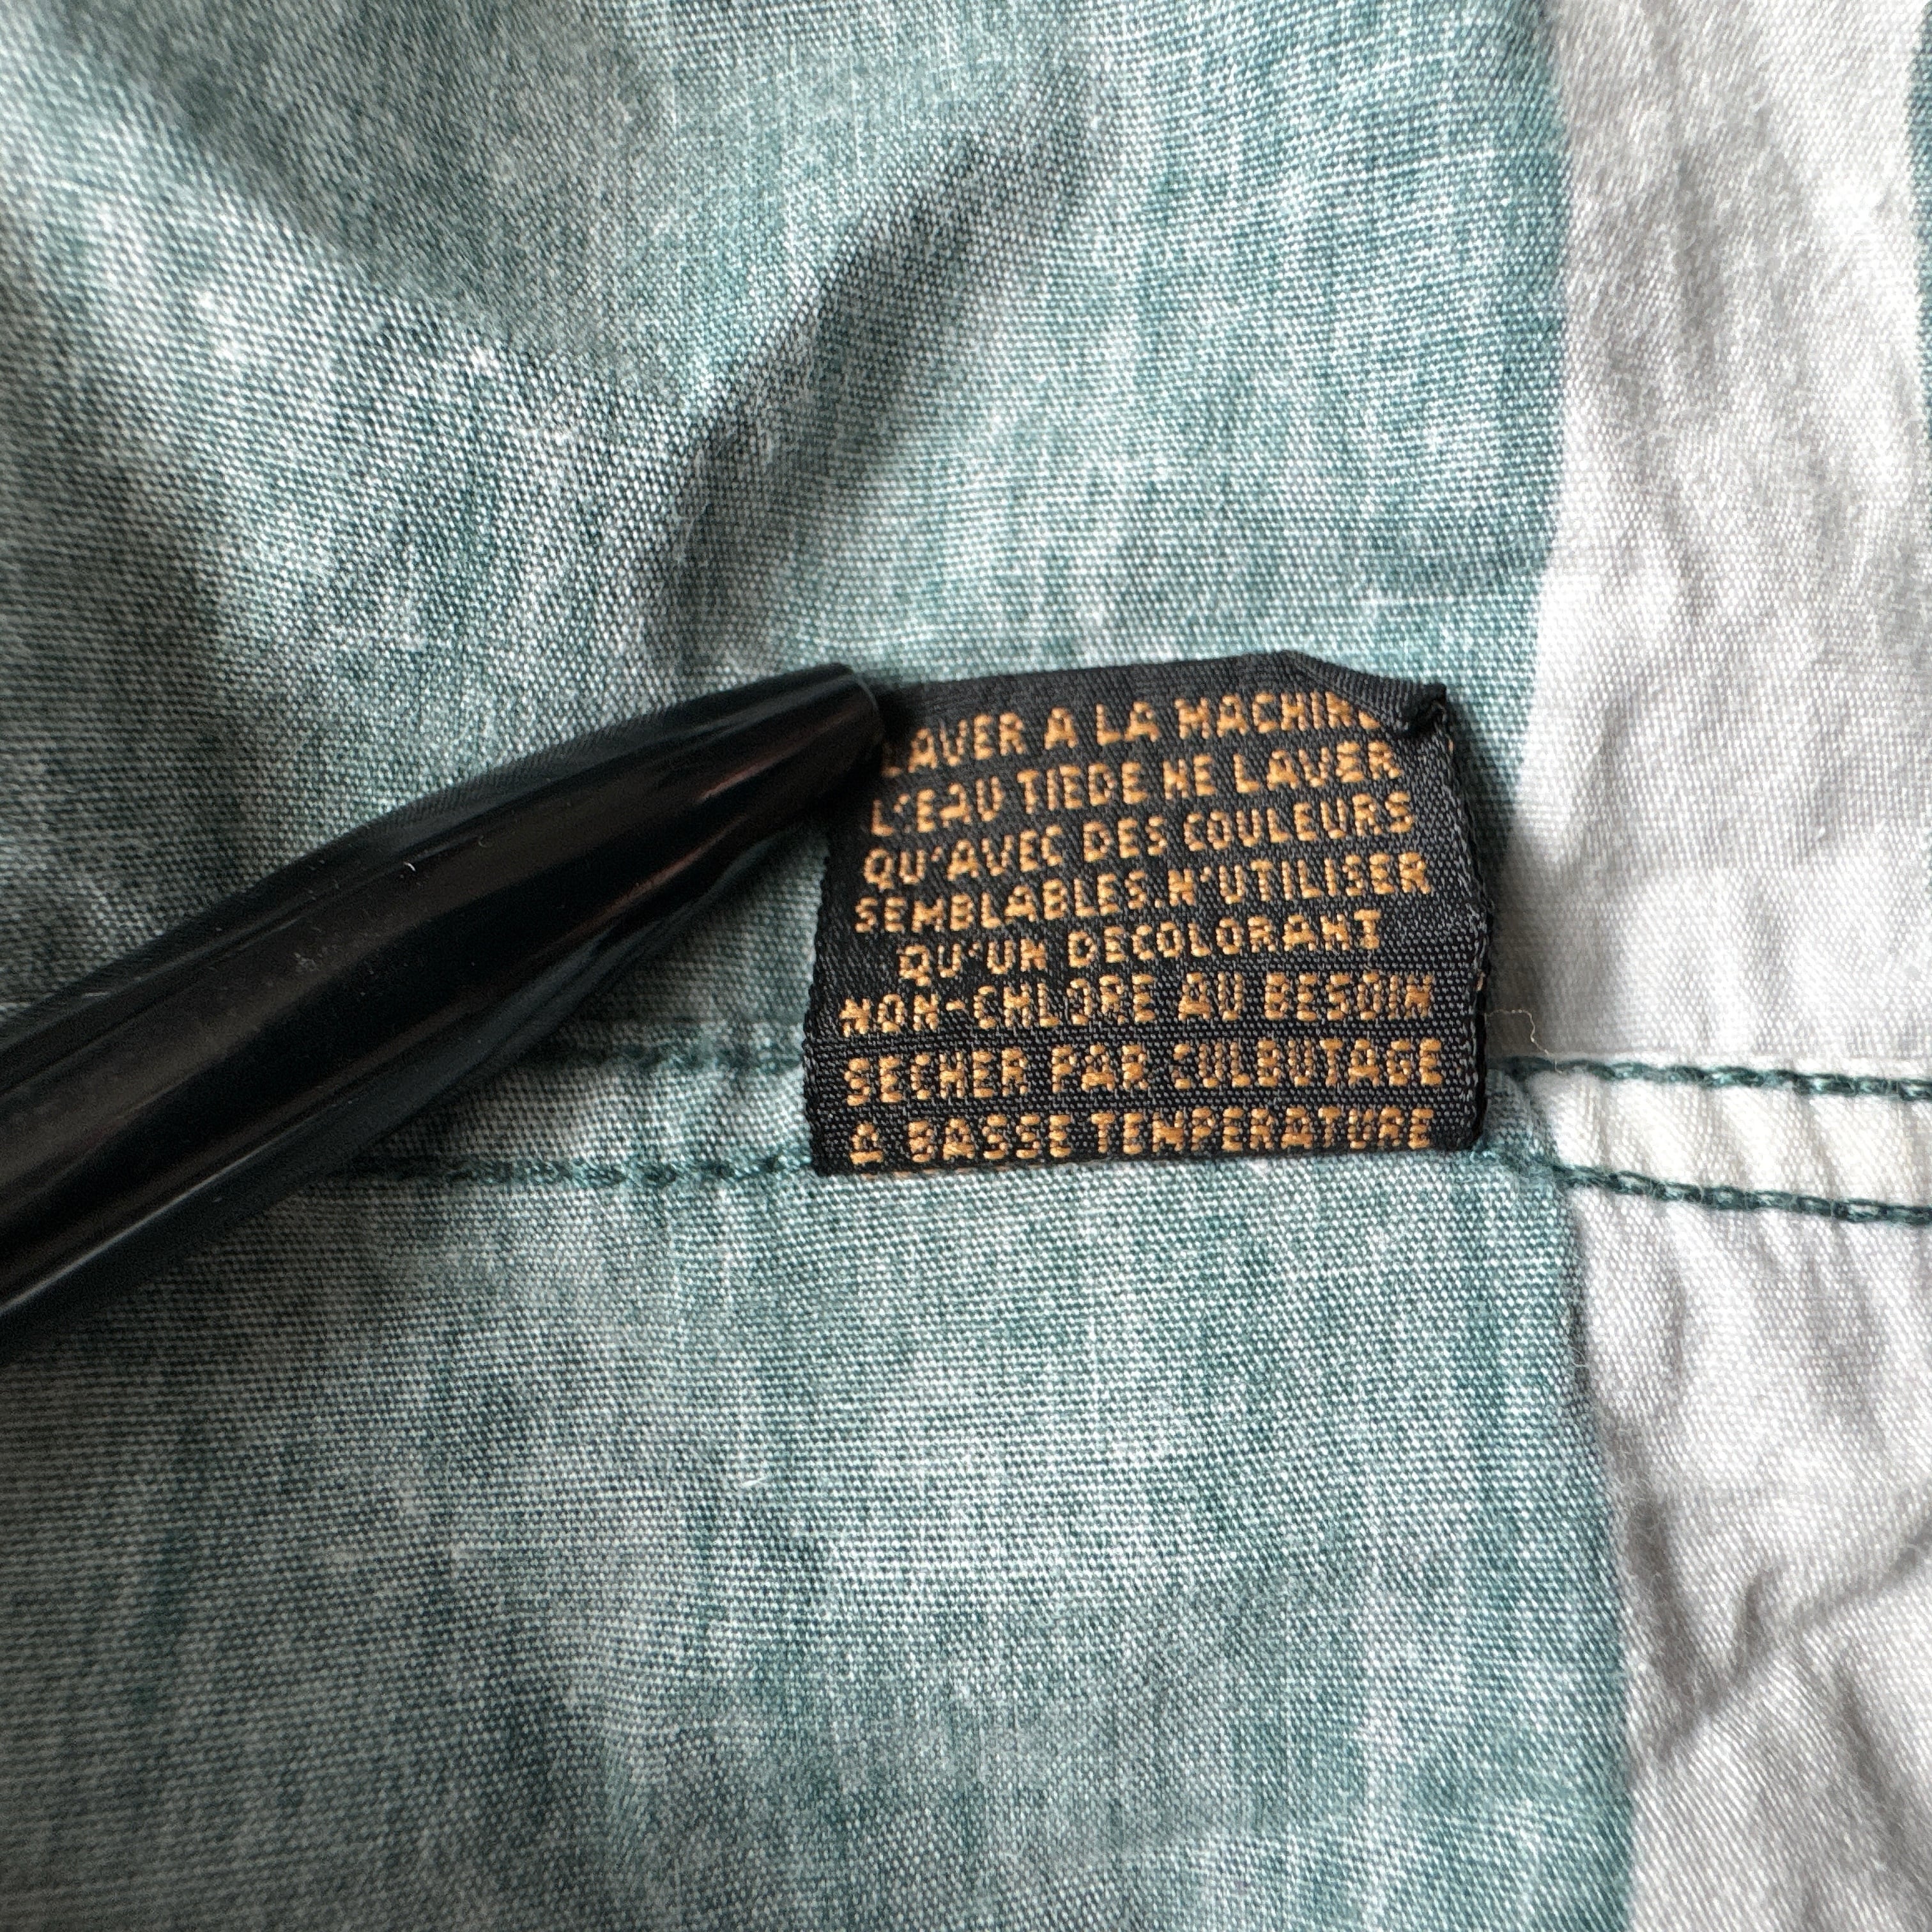 LAVER A LA MACHINE
L'EAU TIEDE NE LAVER
QU'AVEC DES COULEURS
SEMBLABLES.N'UTILISER
QU'UN DECOLORANT
NON-CHLORE AU BESOIN
SECHER PAR CULBUTAGE
A BASSE TEMPERATURE